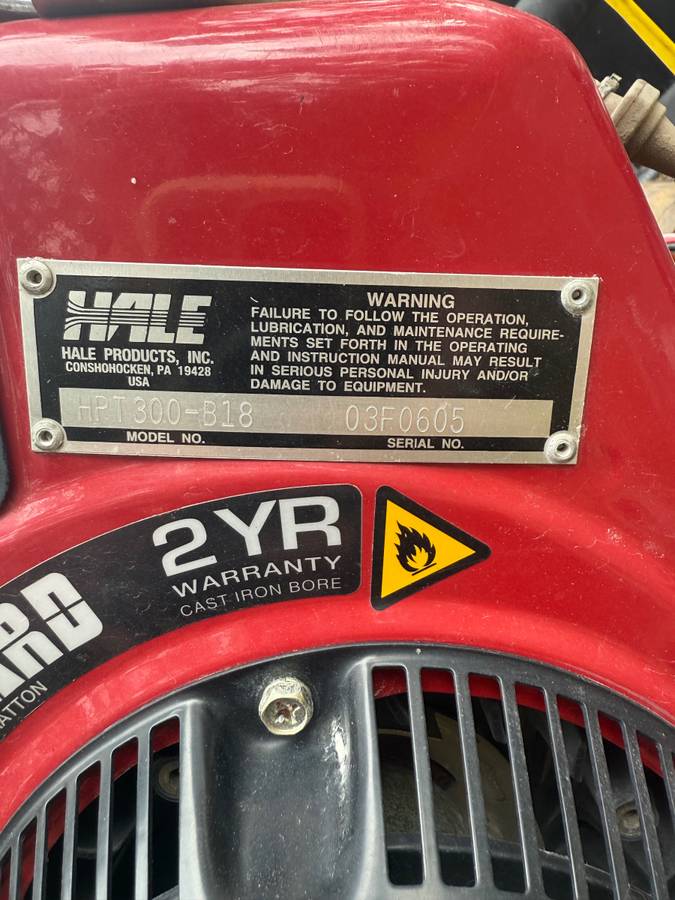 HALE
HALE PRODUCTS, INC.
CONSHOHOCKEN, PA 19428
USA
WARNING
FAILURE TO FOLLOW THE OPERATION,
LUBRICATION, AND MAINTENANCE REQUIRE-
MENTS SET FORTH IN THE OPERATING
AND INSTRUCTION MANUAL MAY RESULT
IN SERIOUS PERSONAL INJURY AND/OR
DAMAGE TO EQUIPMENT.
HPT300-B18 03F0605
MODEL NO. SERIAL NO.
2 YR
WARRANTY
CAST IRON BORE